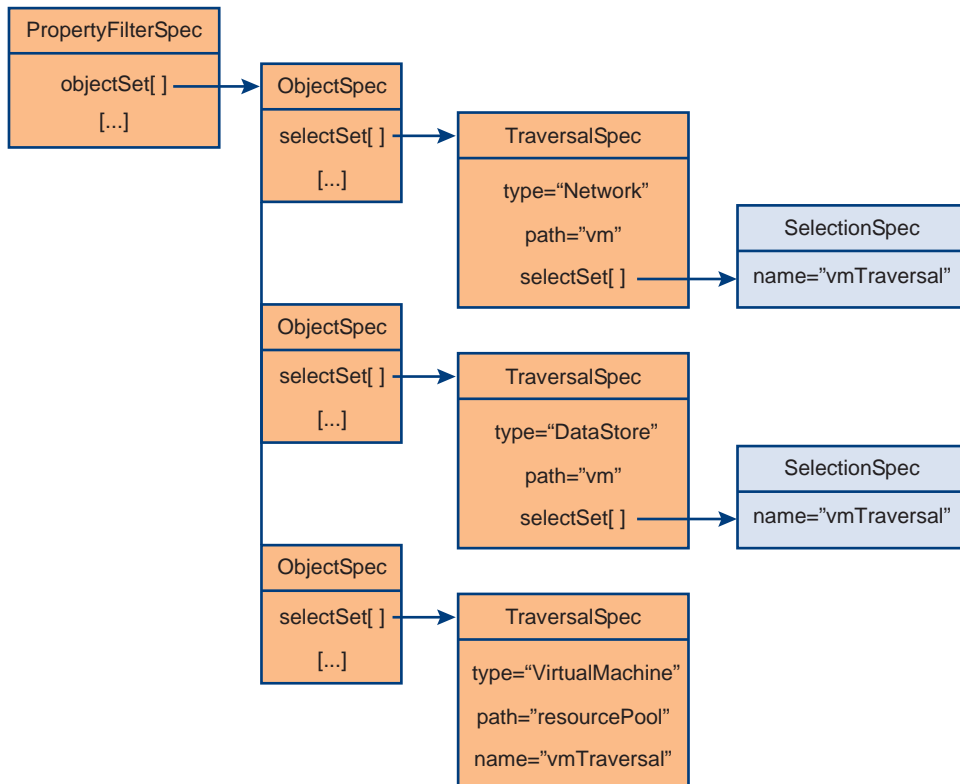 PropertyFilterSpec
objectSet[ ]
[...]
ObjectSpec
selectSet[ ]
[...]
TraversalSpec
type=“Network”
path=”vm”
selectSet[ ]
SelectionSpec
name=”vmTraversal”
ObjectSpec
selectSet[ ]
[...]
TraversalSpec
type=“DataStore”
path=”vm”
selectSet[ ]
SelectionSpec
name=”vmTraversal”
ObjectSpec
selectSet[ ]
[...]
TraversalSpec
type=“VirtualMachine”
path=”resourcePool”
name=”vmTraversal”